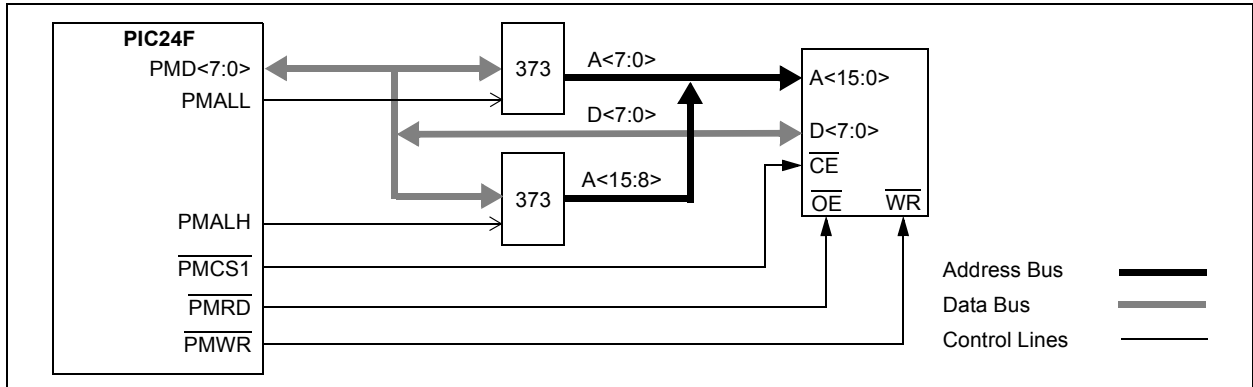 PIC24F
PMD<7:0>
PMALL
373
A<7:0>
A<15:0>
D<7:0>
D<7:0>
CE
373
A<15:8>
OE
WR
PMALH
PMCS1
PMRD
PMWR
Address Bus
Data Bus
Control Lines